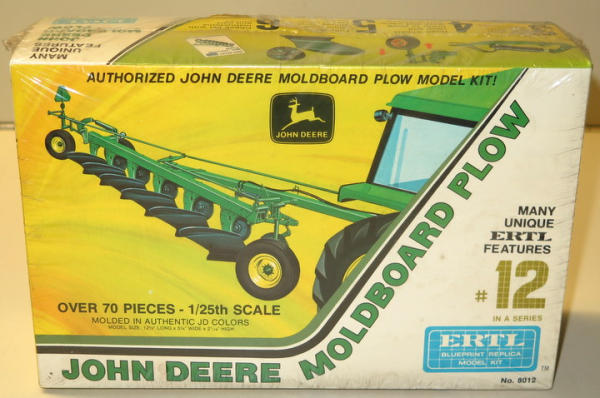 MANY
UNIQUE
FEATURES
AUTHORIZED JOHN DEERE MOLDBOARD PLOW MODEL KIT!
JOHN DEERE
OVER 70 PIECES - 1/25th SCALE
MOLDED IN AUTHENTIC JD COLORS
JOHN DEERE MOLDBOARD PLOW
MANY
UNIQUE
ERTL
FEATURES
#12
IN A SERIES
ERTL
BLUEPRINT REPLICA
MODEL KIT
TM
No. 8012